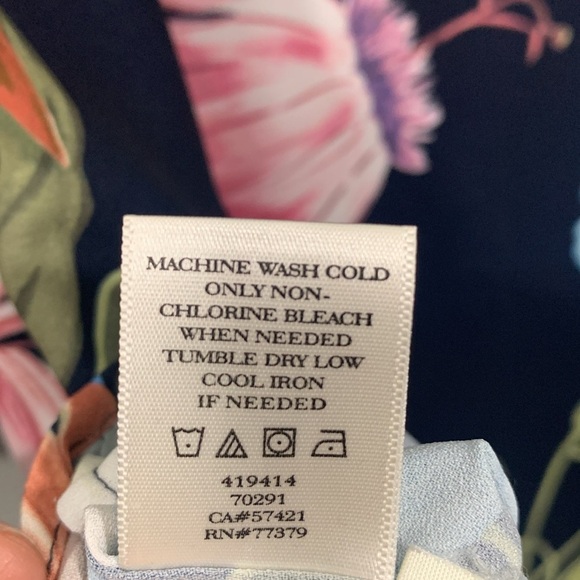 MACHINE WASH COLD
ONLY NON-
CHLORINE BLEACH
WHEN NEEDED
TUMBLE DRY LOW
COOL IRON
IF NEEDED
419414
70291
CA#57421
RN#77379